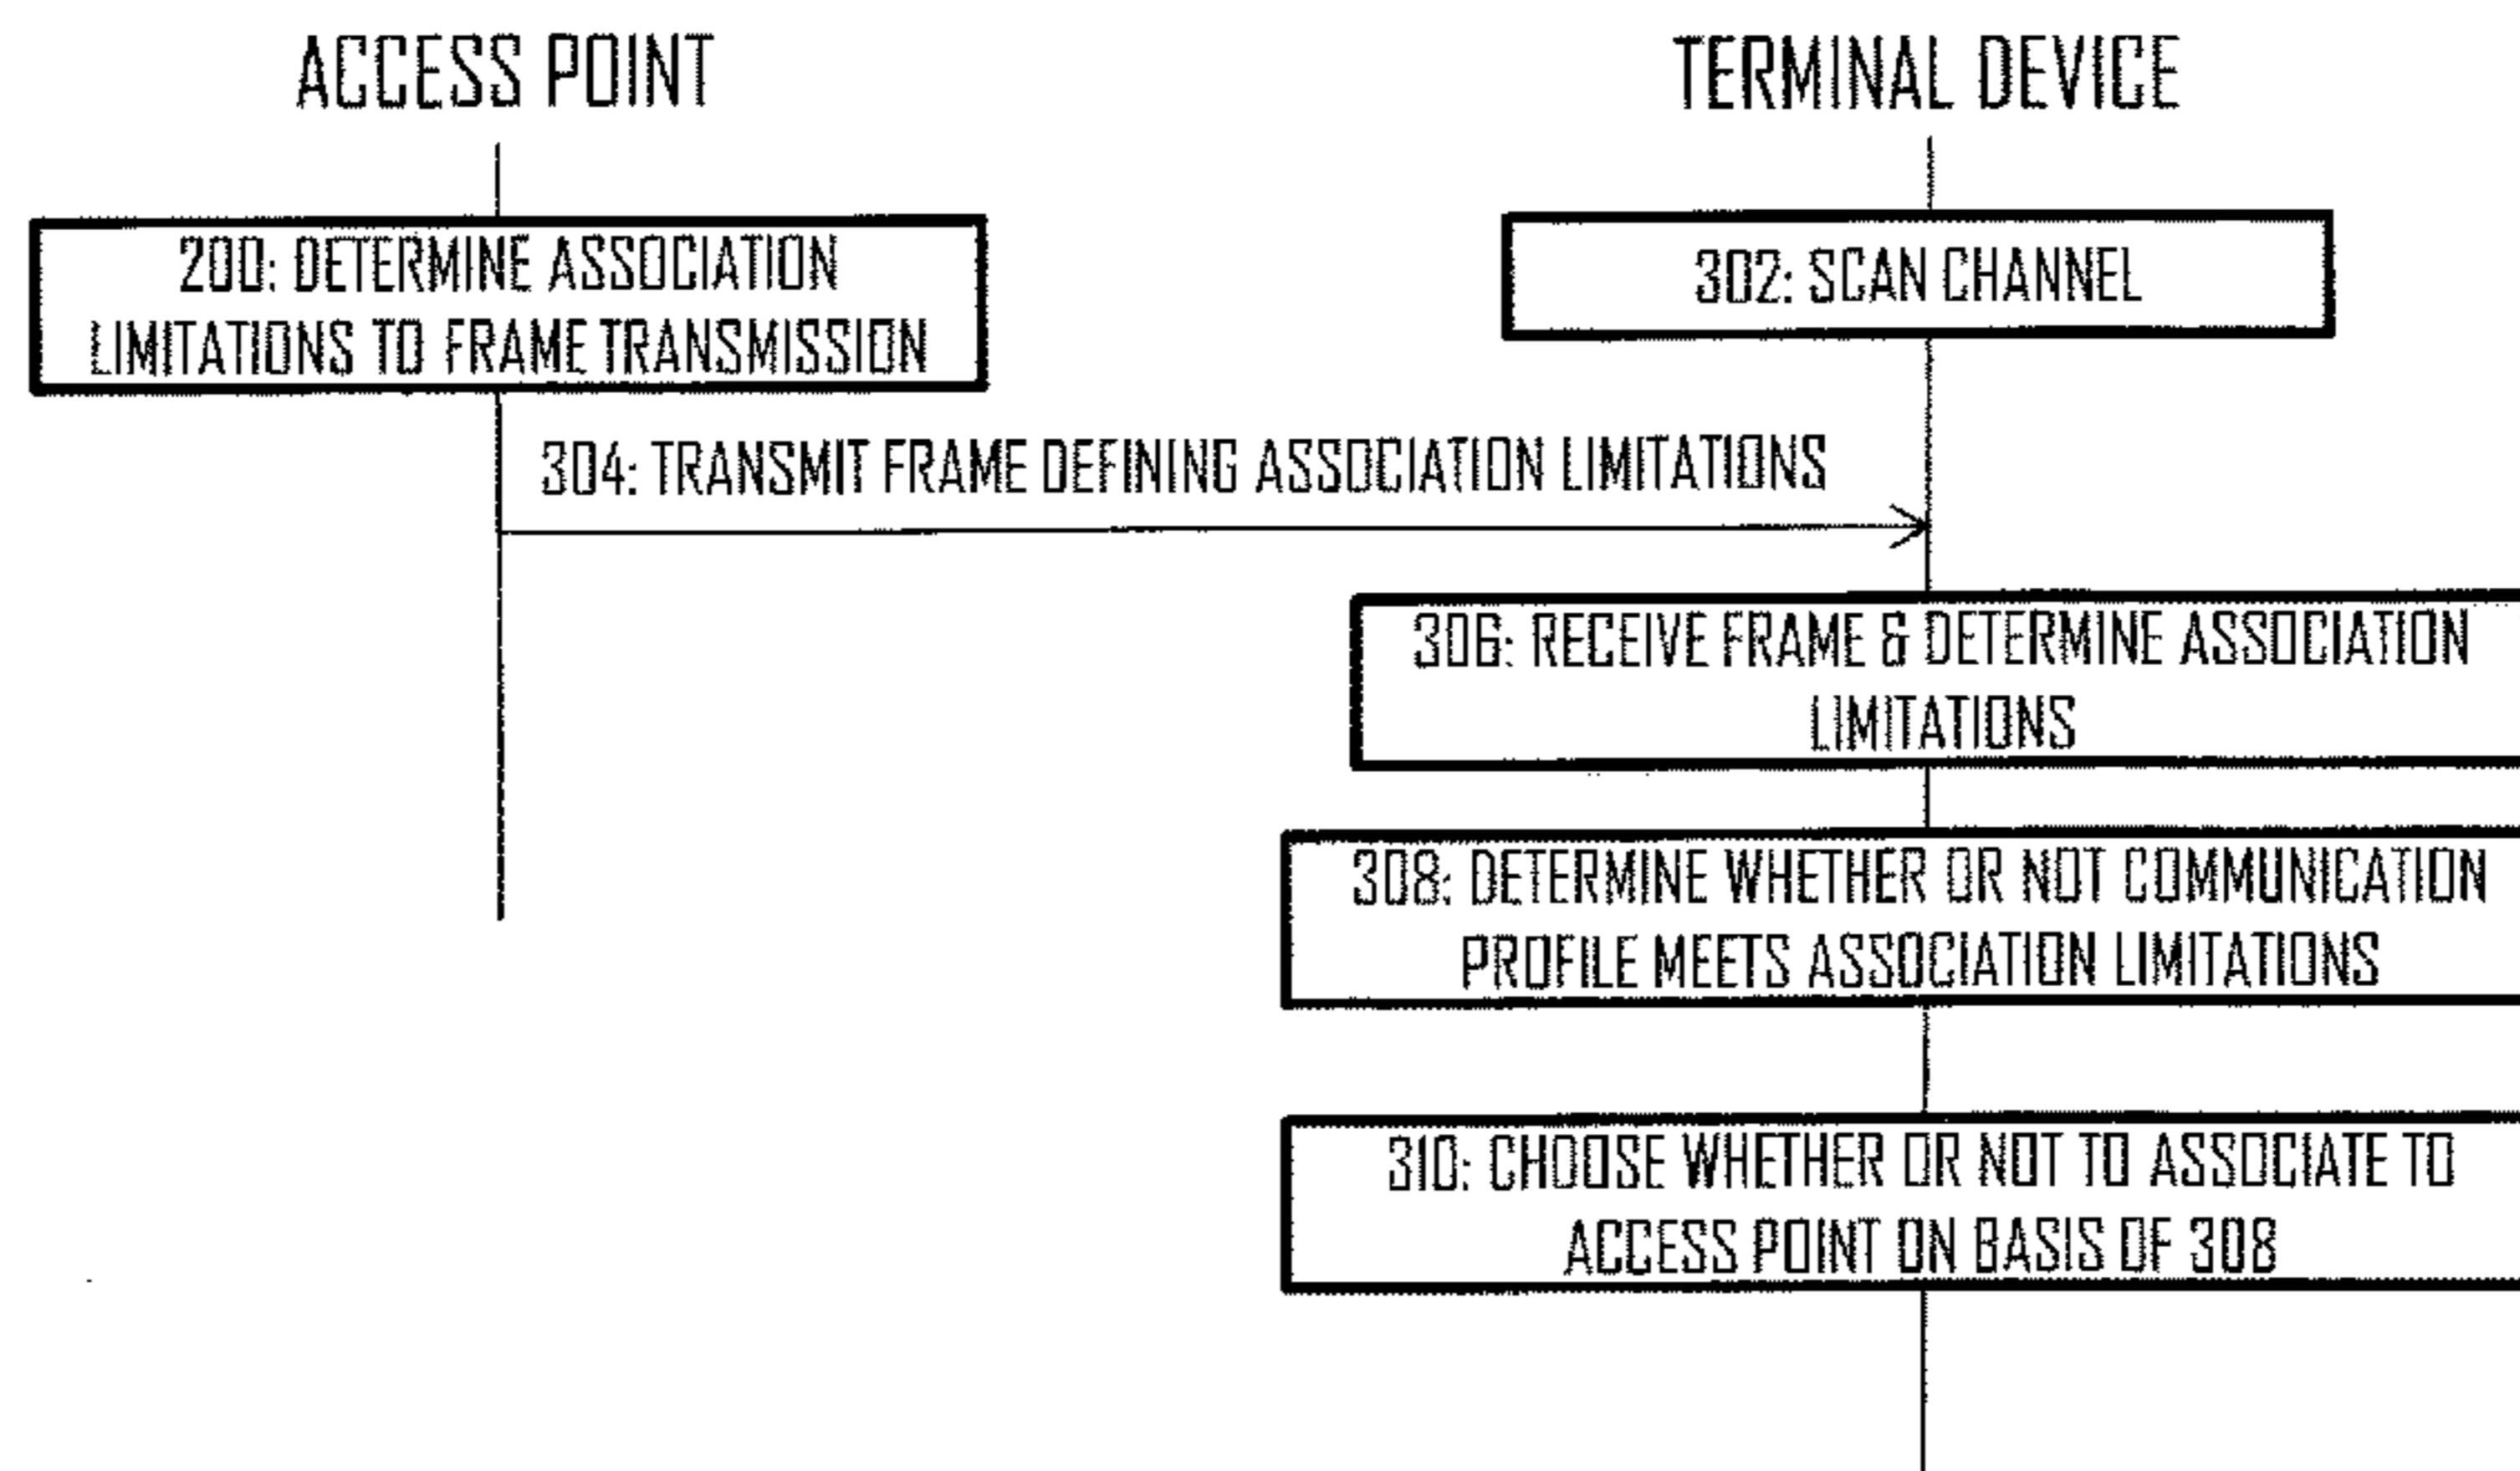 ACCESS POINT
TERMINAL DEVICE
200: DETERMINE ASSOCIATION
LIMITATIONS TO FRAME TRANSMISSION
302: SCAN CHANNEL
304: TRANSMIT FRAME DEFINING ASSOCIATION LIMITATIONS
306: RECEIVE FRAME & DETERMINE ASSOCIATION
LIMITATIONS
308: DETERMINE WHETHER OR NOT COMMUNICATION
PROFILE MEETS ASSOCIATION LIMITATIONS
310: CHOOSE WHETHER OR NOT TO ASSOCIATE TO
ACCESS POINT ON BASIS OF 308